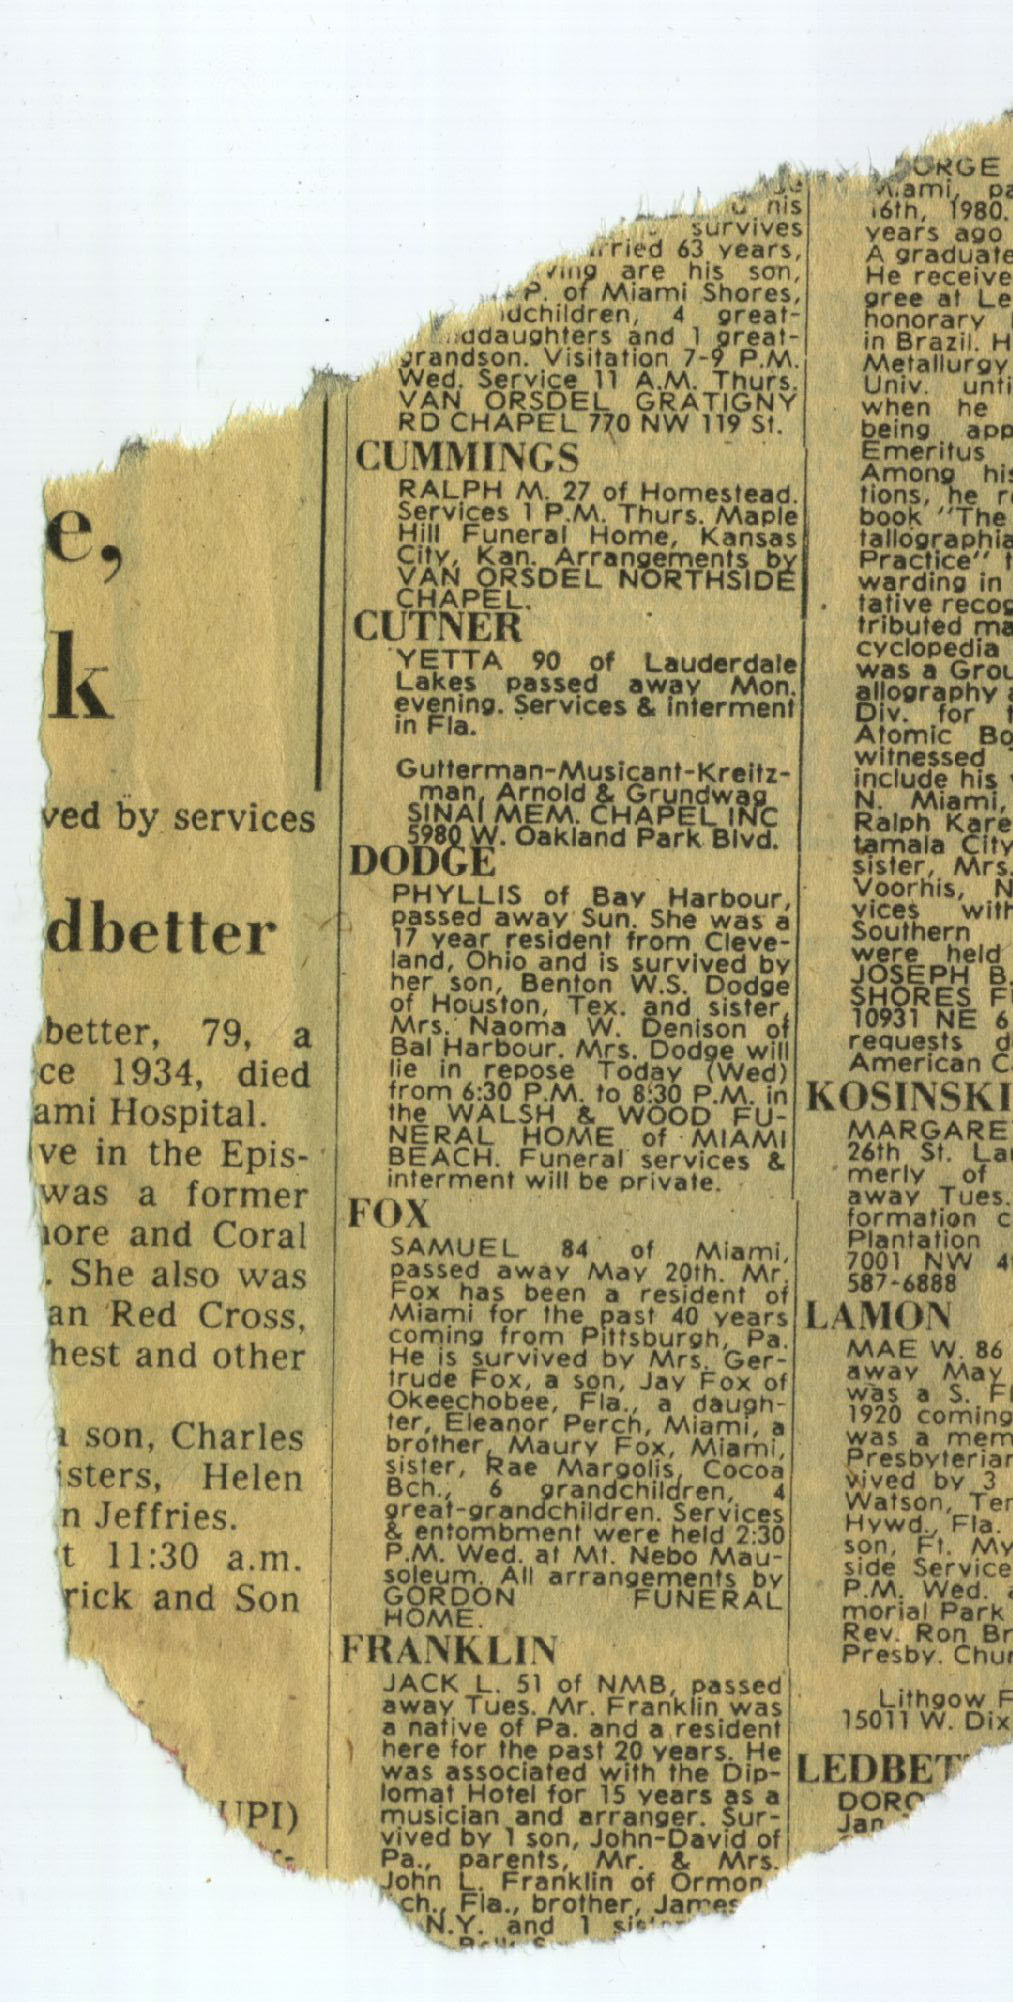 e,
k
ved by services
dbetter
better, 79, a
ce 1934, died
ami Hospital.
ve in the Epis-
was a former
ore and Coral
. She also was
an Red Cross,
hest and other
a son, Charles
isters, Helen
n Jeffries.
t 11:30 a.m.
rick and Son
UPI)
his
survives
rried 63 years,
ving are his son,
P. of Miami Shores,
dchildren, 4 great-
ddaughters and 1 great-
grandson. Visitation 7-9 P.M.
Wed. Service 11 A.M. Thurs.
VAN ORSDEL GRATIGNY
RD CHAPEL 770 NW 119 St.
CUMMINGS
RALPH M. 27 of Homestead.
Services 1 P.M. Thurs. Maple
Hill Funeral Home, Kansas
City, Kan. Arrangements by
VAN ORSDEL NORTHSIDE
CHAPEL.
CUTNER
YETTA 90 of Lauderdale
Lakes passed away Mon.
evening. Services & interment
in Fla.
Gutterman-Musicant-Kreitz-
man, Arnold & Grundwag
SINAI MEM. CHAPEL INC
5980 W. Oakland Park Blvd.
DODGE
PHYLLIS of Bay Harbour,
passed away Sun. She was a
17 year resident from Cleve-
land, Ohio and is survived by
her son, Benton W.S. Dodge
of Houston, Tex. and sister,
Mrs. Naoma W. Denison of
Bal Harbour. Mrs. Dodge will
lie in repose Today (Wed)
from 6:30 P.M. to 8:30 P.M. in
the WALSH & WOOD FU-
NERAL HOME of MIAMI
BEACH. Funeral services &
interment will be private.
FOX
SAMUEL 84 of Miami,
passed away May 20th. Mr.
Fox has been a resident of
Miami for the past 40 years
coming from Pittsburgh, Pa.
He is survived by Mrs. Ger-
trude Fox, a son, Jay Fox of
Okeechobee, Fla., a daugh-
ter, Eleanor Perch, Miami, a
brother, Maury Fox, Miami,
sister, Rae Margolis, Cocoa
Bch., 6 grandchildren, 4
great-grandchildren. Services
& entombment were held 2:30
P.M. Wed. at Mt. Nebo Mau-
soleum. All arrangements by
GORDON FUNERAL
HOME.
FRANKLIN
JACK L. 51 of NMB, passed
away Tues. Mr. Franklin was
a native of Pa. and a resident
here for the past 20 years. He
was associated with the Dip-
lomat Hotel for 15 years as a
musician and arranger. Sur-
vived by 1 son, John-David of
Pa., parents, Mr. & Mrs.
John L. Franklin of Ormon
ch., Fla., brother, James
N.Y. and 1
ORGE
Miami, pa
16th, 1980.
years ago
A graduate
He receive
gree at Le
honorary
in Brazil. H
Metallurgy
Univ. unti
when he
being app
Emeritus
Among his
tions, he r
book "The
tallographia
Practice" t
warding in
tative recog
tributed ma
cyclopedia
was a Grou
allography a
Div. for t
Atomic Bo
witnessed
include his
N. Miami,
Ralph Kare
tamala City
sister, Mrs.
Voorhis, N
vices with
Southern
were held
JOSEPH B.
SHORES F
10931 NE 6
requests d
American C
KOSINSKI
MARGARE
26th St. La
merly of
away Tues.
formation c
Plantation
7001 NW 4
587-6888
LAMON
MAE W. 86
away May
was a S. F
1920 coming
was a mem
Presbyterian
vived by 3
Watson, Ter
Hywd., Fla.
son, Ft. My
side Service
P.M. Wed. a
morial Park
Rev. Ron Br
Presby. Chur
Lithgow F
15011 W. Dix
LEDBET
DORO
Jan